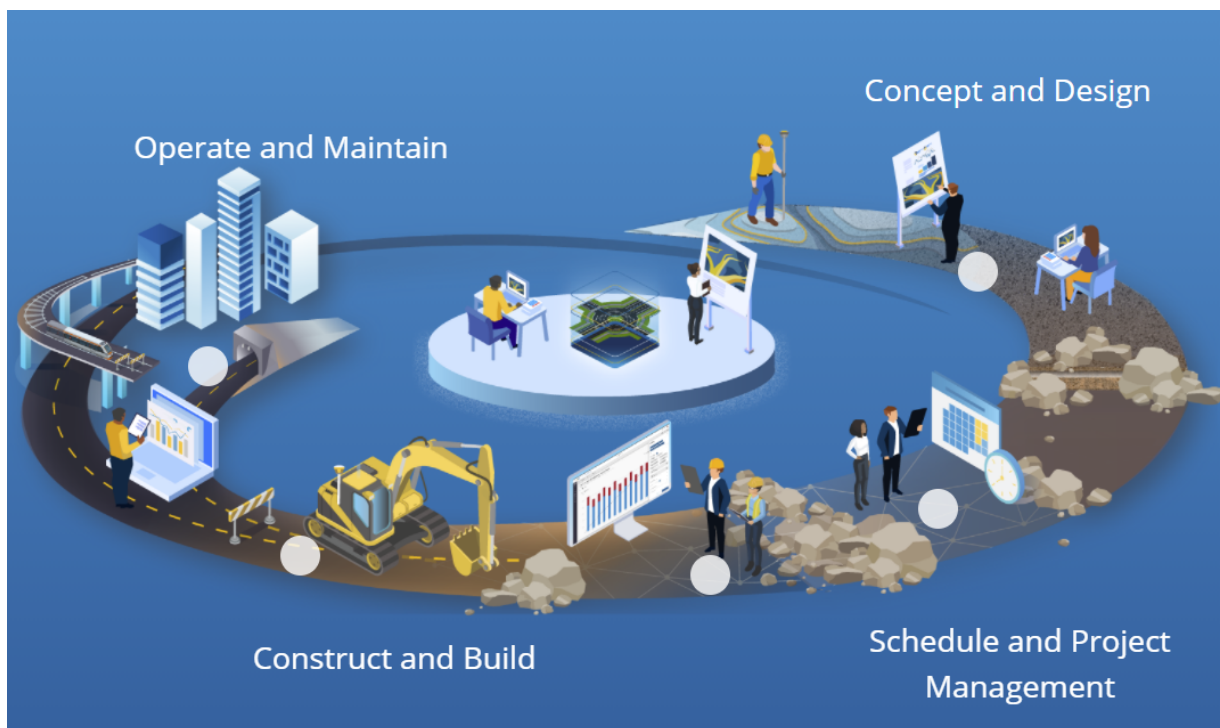 Concept and Design
Operate and Maintain
Construct and Build
Schedule and Project
Management